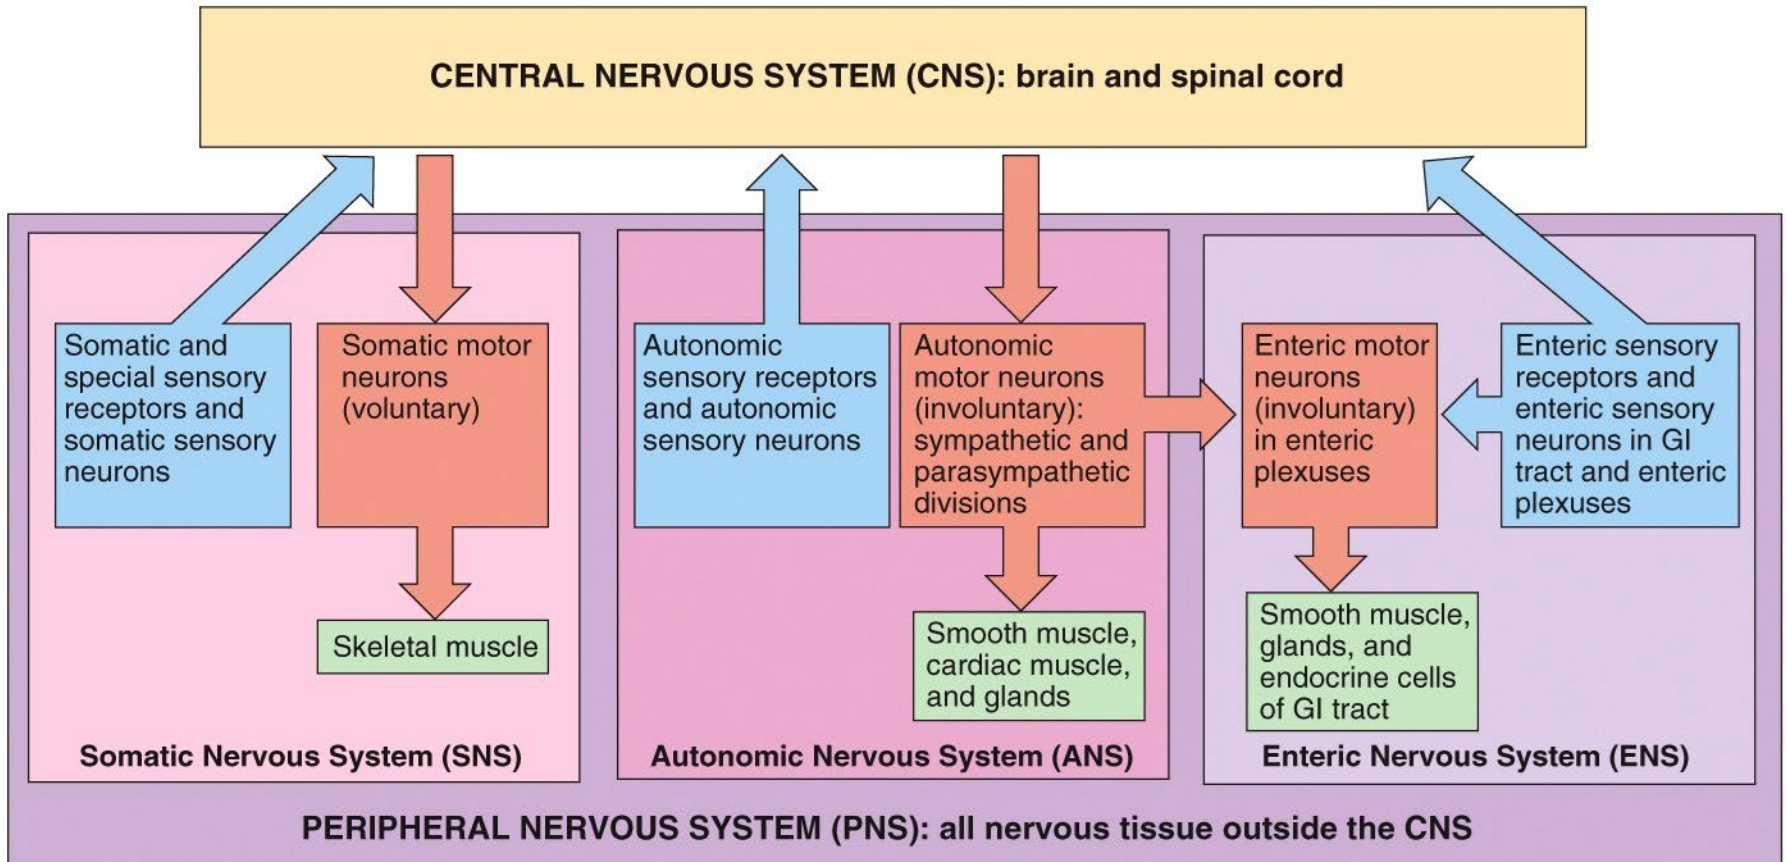 CENTRAL NERVOUS SYSTEM (CNS): brain and spinal cord
Somatic and
special sensory
receptors and
somatic sensory
neurons
Somatic motor
neurons
(voluntary)
Skeletal muscle
Somatic Nervous System (SNS)
Autonomic
sensory receptors
and autonomic
sensory neurons
Autonomic
motor neurons
(involuntary):
sympathetic and
parasympathetic
divisions
Smooth muscle,
cardiac muscle,
and glands
Autonomic Nervous System (ANS)
Enteric motor
neurons
(involuntary)
in enteric
plexuses
Enteric sensory
receptors and
enteric sensory
neurons in GI
tract and enteric
plexuses
Smooth muscle,
glands, and
endocrine cells
of GI tract
Enteric Nervous System (ENS)
PERIPHERAL NERVOUS SYSTEM (PNS): all nervous tissue outside the CNS